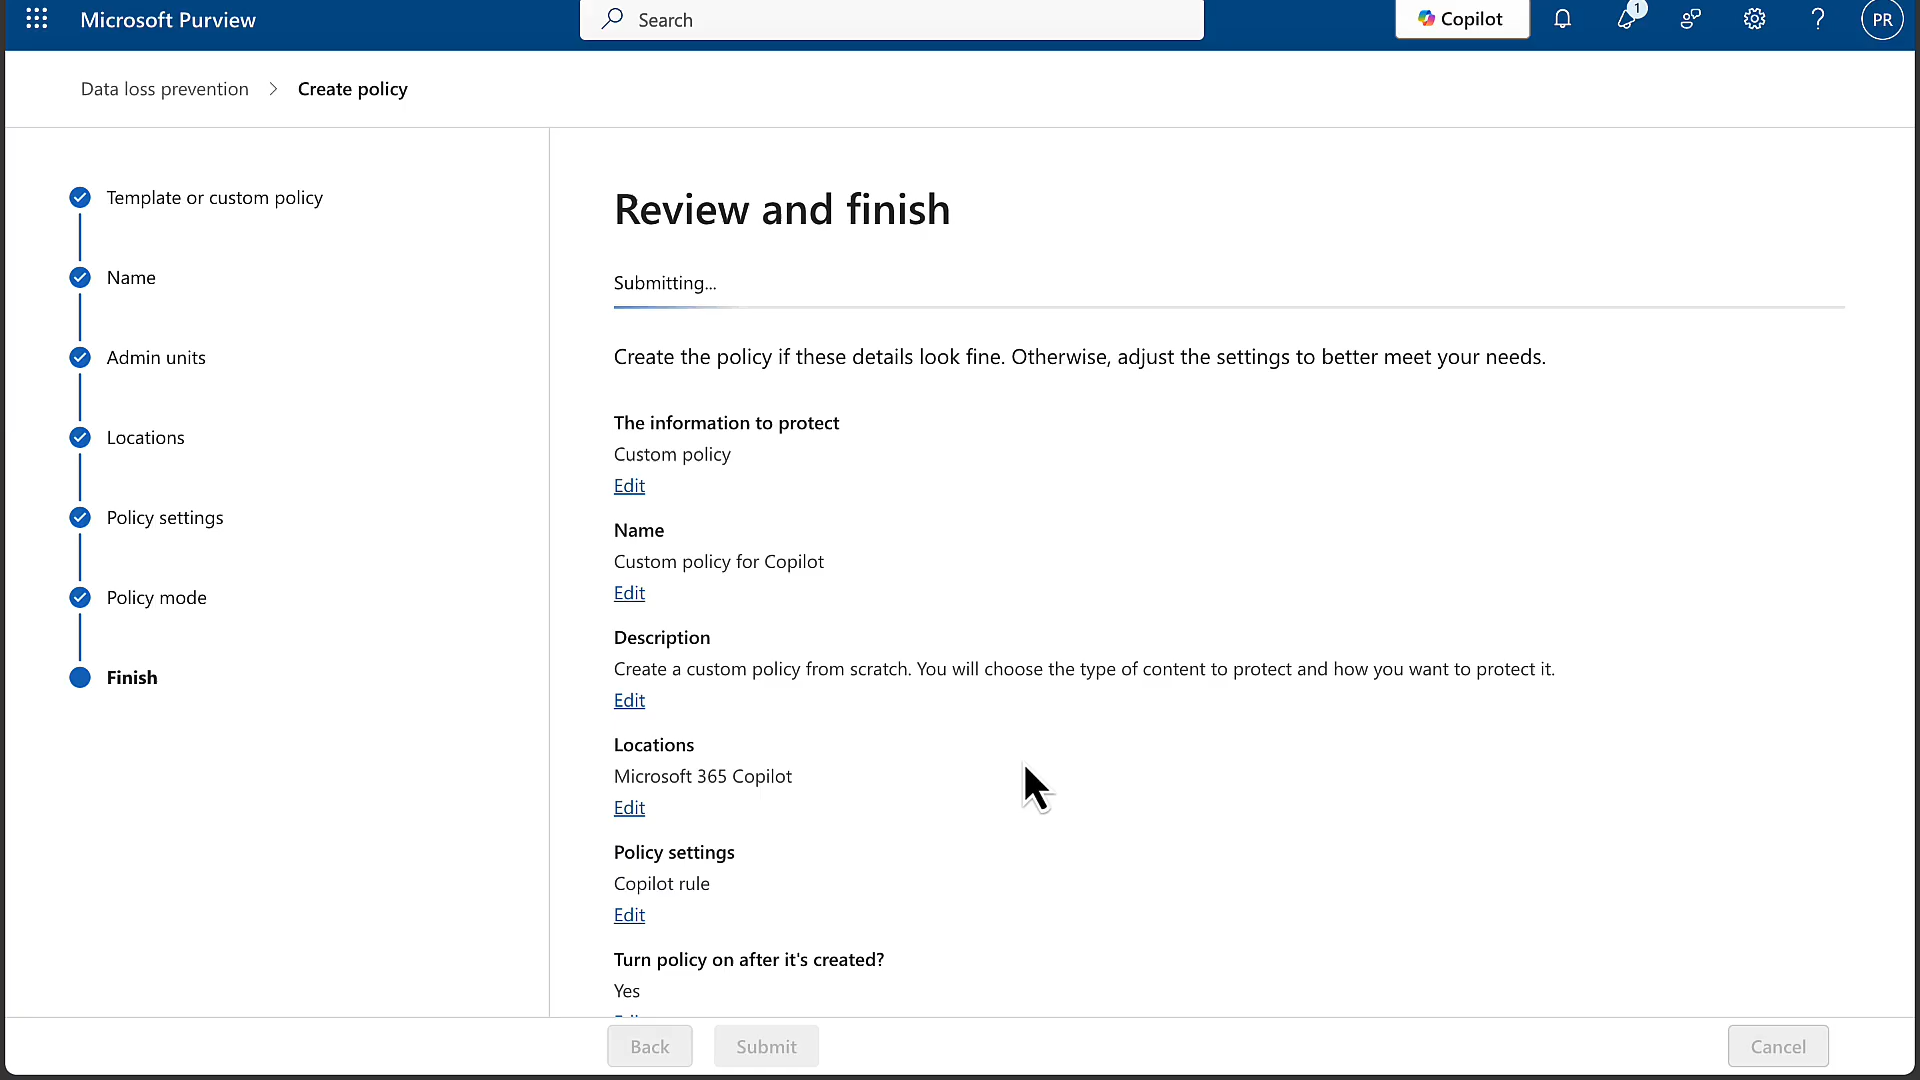 Microsoft Purview
Search
Copilot
1
?
PR
Data loss prevention > Create policy
Template or custom policy
Name
Admin units
Locations
Policy settings
Policy mode
Finish
Review and finish
Submitting...
Create the policy if these details look fine. Otherwise, adjust the settings to better meet your needs.
The information to protect
Custom policy
Edit
Name
Custom policy for Copilot
Edit
Description
Create a custom policy from scratch. You will choose the type of content to protect and how you want to protect it.
Edit
Locations
Microsoft 365 Copilot
Edit
Policy settings
Copilot rule
Edit
Turn policy on after it's created?
Yes
Back
Submit
Cancel